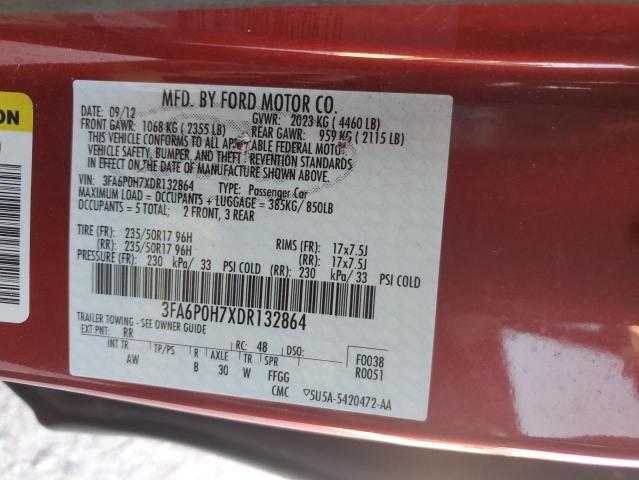 MFD. BY FORD MOTOR CO.
DATE: 09/12 GVWR: 2023 KG ( 4460 LB)
FRONT GAWR: 1068 KG ( 2355 LB) REAR GAWR: 959 KG ( 2115 LB)
THIS VEHICLE CONFORMS TO ALL APPLICABLE FEDERAL MOTOR
VEHICLE SAFETY, BUMPER, AND THEFT PREVENTION STANDARDS
IN EFFECT ON THE DATE OF MANUFACTURE SHOWN ABOVE.
VIN: 3FA6P0H7XDR132864 TYPE: Passenger Car
MAXIMUM LOAD = OCCUPANTS + LUGGAGE = 385KG/ 850LB
OCCUPANTS = 5 TOTAL; 2 FRONT, 3 REAR
TIRE (FR): 235/50R17 96H RIMS (FR): 17x7.5J
(RR): 235/50R17 96H (RR): 17x7.5J
PRESSURE (FR): 230 kPa/ 33 PSI COLD (RR): 230 kPa/ 33 PSI COLD
3FA6P0H7XDR132864
TRAILER TOWING - SEE OWNER GUIDE
EXT PNT: RR RC: 48 DSO: F0038
INT TR TP/PS R AXLE TR SPR R0051
AW B 30 W FFGG
CMC ▽5U5A-5420472-AA
ON